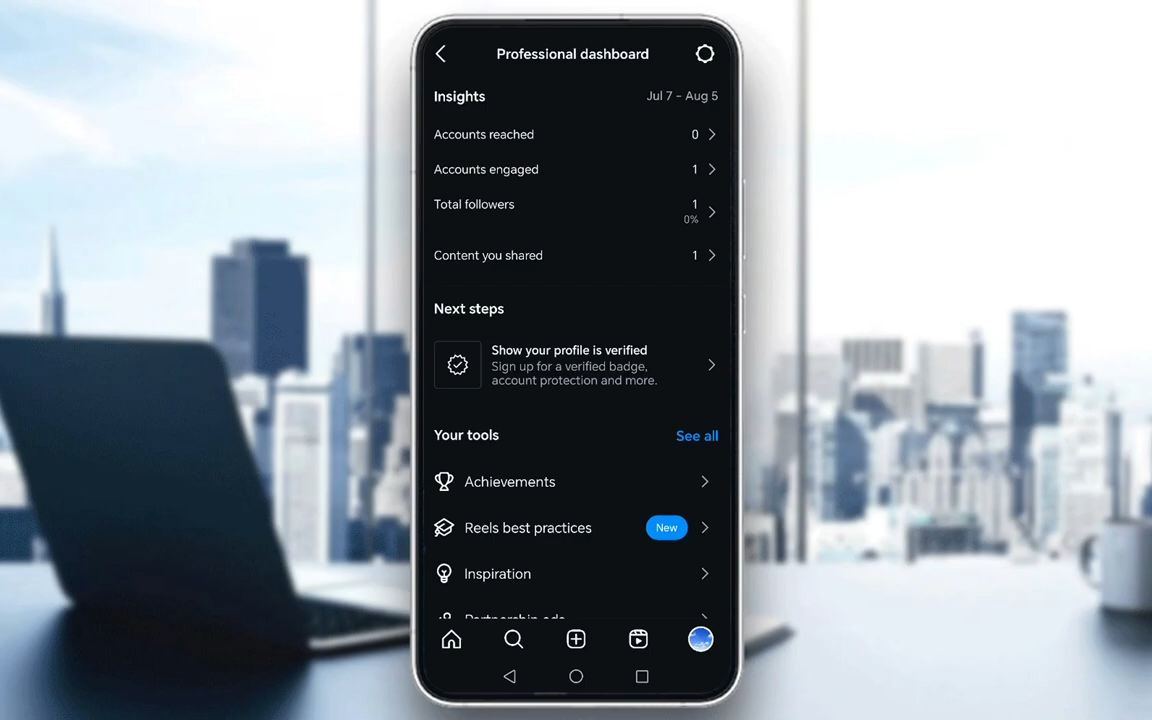 Professional dashboard
Insights
Jul 7 – Aug 5
Accounts reached
0
Accounts engaged
1
Total followers
1
0%
Content you shared
1
Next steps
Show your profile is verified
Sign up for a verified badge,
account protection and more.
Your tools
See all
Achievements
Reels best practices
New
Inspiration
Partnership ads